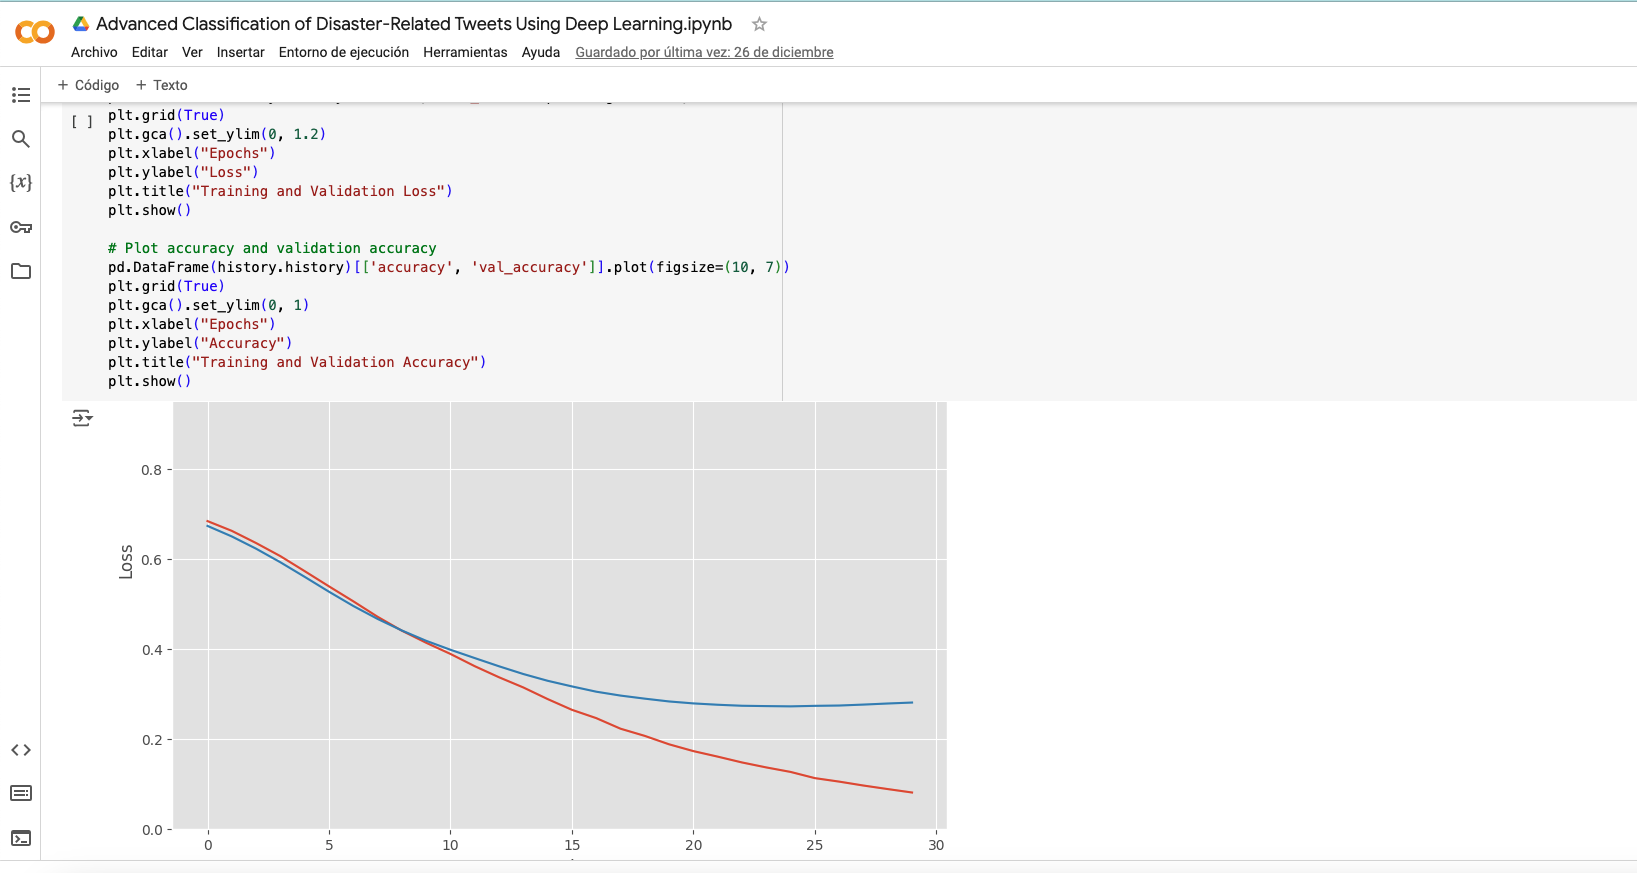 Advanced Classification of Disaster-Related Tweets Using Deep Learning.ipynb
Archivo Editar Ver Insertar Entorno de ejecución Herramientas Ayuda Guardado por última vez: 26 de diciembre
+ Código + Texto
[ ]
plt.grid(True)
plt.gca().set_ylim(0, 1.2)
plt.xlabel("Epochs")
plt.ylabel("Loss")
plt.title("Training and Validation Loss")
plt.show()
# Plot accuracy and validation accuracy
pd.DataFrame(history.history)[['accuracy', 'val_accuracy']].plot(figsize=(10, 7))
plt.grid(True)
plt.gca().set_ylim(0, 1)
plt.xlabel("Epochs")
plt.ylabel("Accuracy")
plt.title("Training and Validation Accuracy")
plt.show()
0.8
0.6
0.4
0.2
0.0
Loss
0 5 10 15 20 25 30
{x}